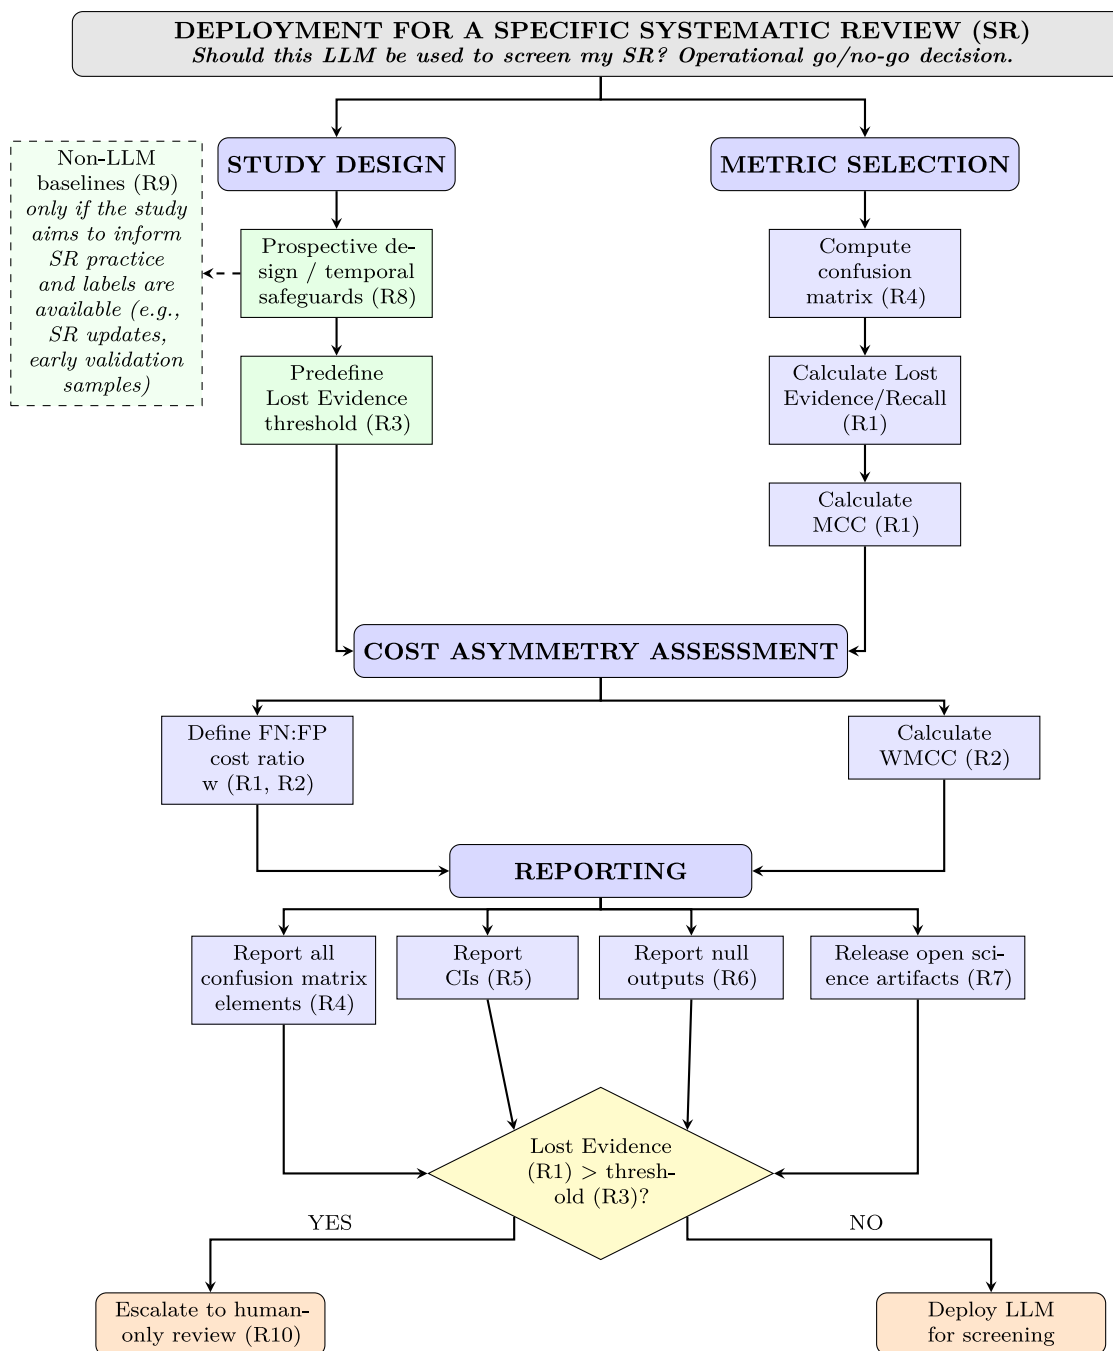 DEPLOYMENT FOR A SPECIFIC SYSTEMATIC REVIEW (SR)
Should this LLM be used to screen my SR? Operational go/no-go decision.
STUDY DESIGN
METRIC SELECTION
Non-LLM
baselines (R9)
only if the study
aims to inform
SR practice
and labels are
available (e.g.,
SR updates,
early validation
samples)
Prospective de-
sign / temporal
safeguards (R8)
Compute
confusion
matrix (R4)
Predefine
Lost Evidence
threshold (R3)
Calculate Lost
Evidence/Recall
(R1)
Calculate
MCC (R1)
COST ASYMMETRY ASSESSMENT
Define FN:FP
cost ratio
w (R1, R2)
Calculate
WMCC (R2)
REPORTING
Report all
confusion matrix
elements (R4)
Report
CIs (R5)
Report null
outputs (R6)
Release open sci-
ence artifacts (R7)
Lost Evidence
(R1) > thresh-
old (R3)?
YES
NO
Escalate to human-
only review (R10)
Deploy LLM
for screening